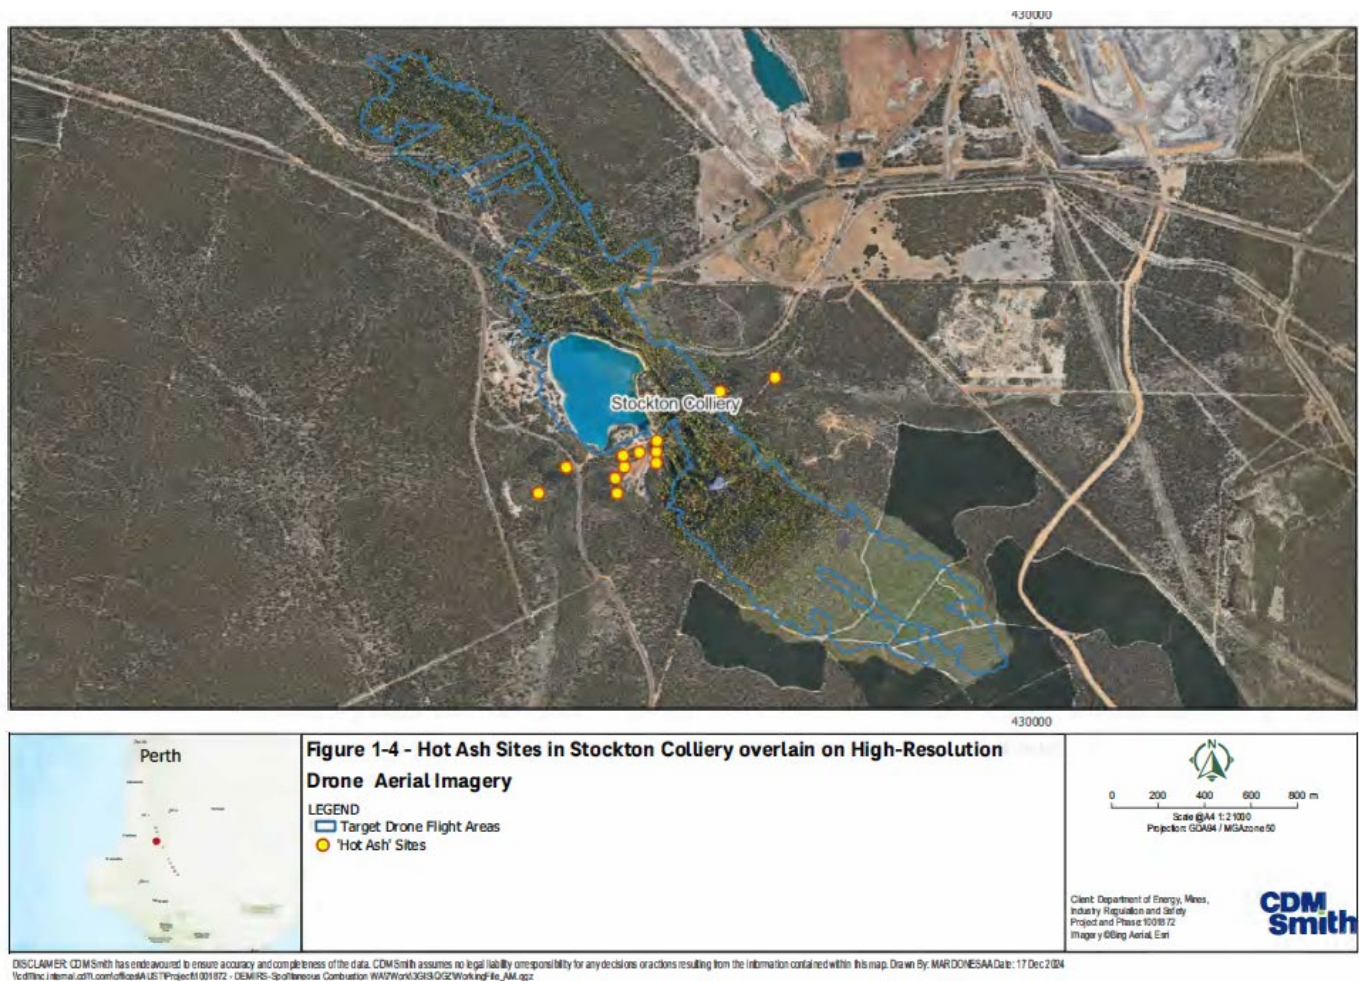 430000
Stockton Colliery
430000
Perth
Figure 1-4 - Hot Ash Sites in Stockton Colliery overlain on High-Resolution
Drone Aerial Imagery
LEGEND
Target Drone Flight Areas
'Hot Ash' Sites
N
0 200 400 600 800 m
Scale @A4 1:21000
Projection: GDA94 / MGA zone 50
Client: Department of Energy, Mines,
Industry Regulation and Safety
Project and Phase: 1001872
Imagery ©Bing Aerial, Esri
CDM
Smith
DISCLAIMER: CDM Smith has endeavoured to ensure accuracy and completeness of the data. CDM Smith assumes no legal liability or responsibility for any decisions or actions resulting from the information contained within this map. Drawn By: MARDONESAA Date: 17 Dec 2024